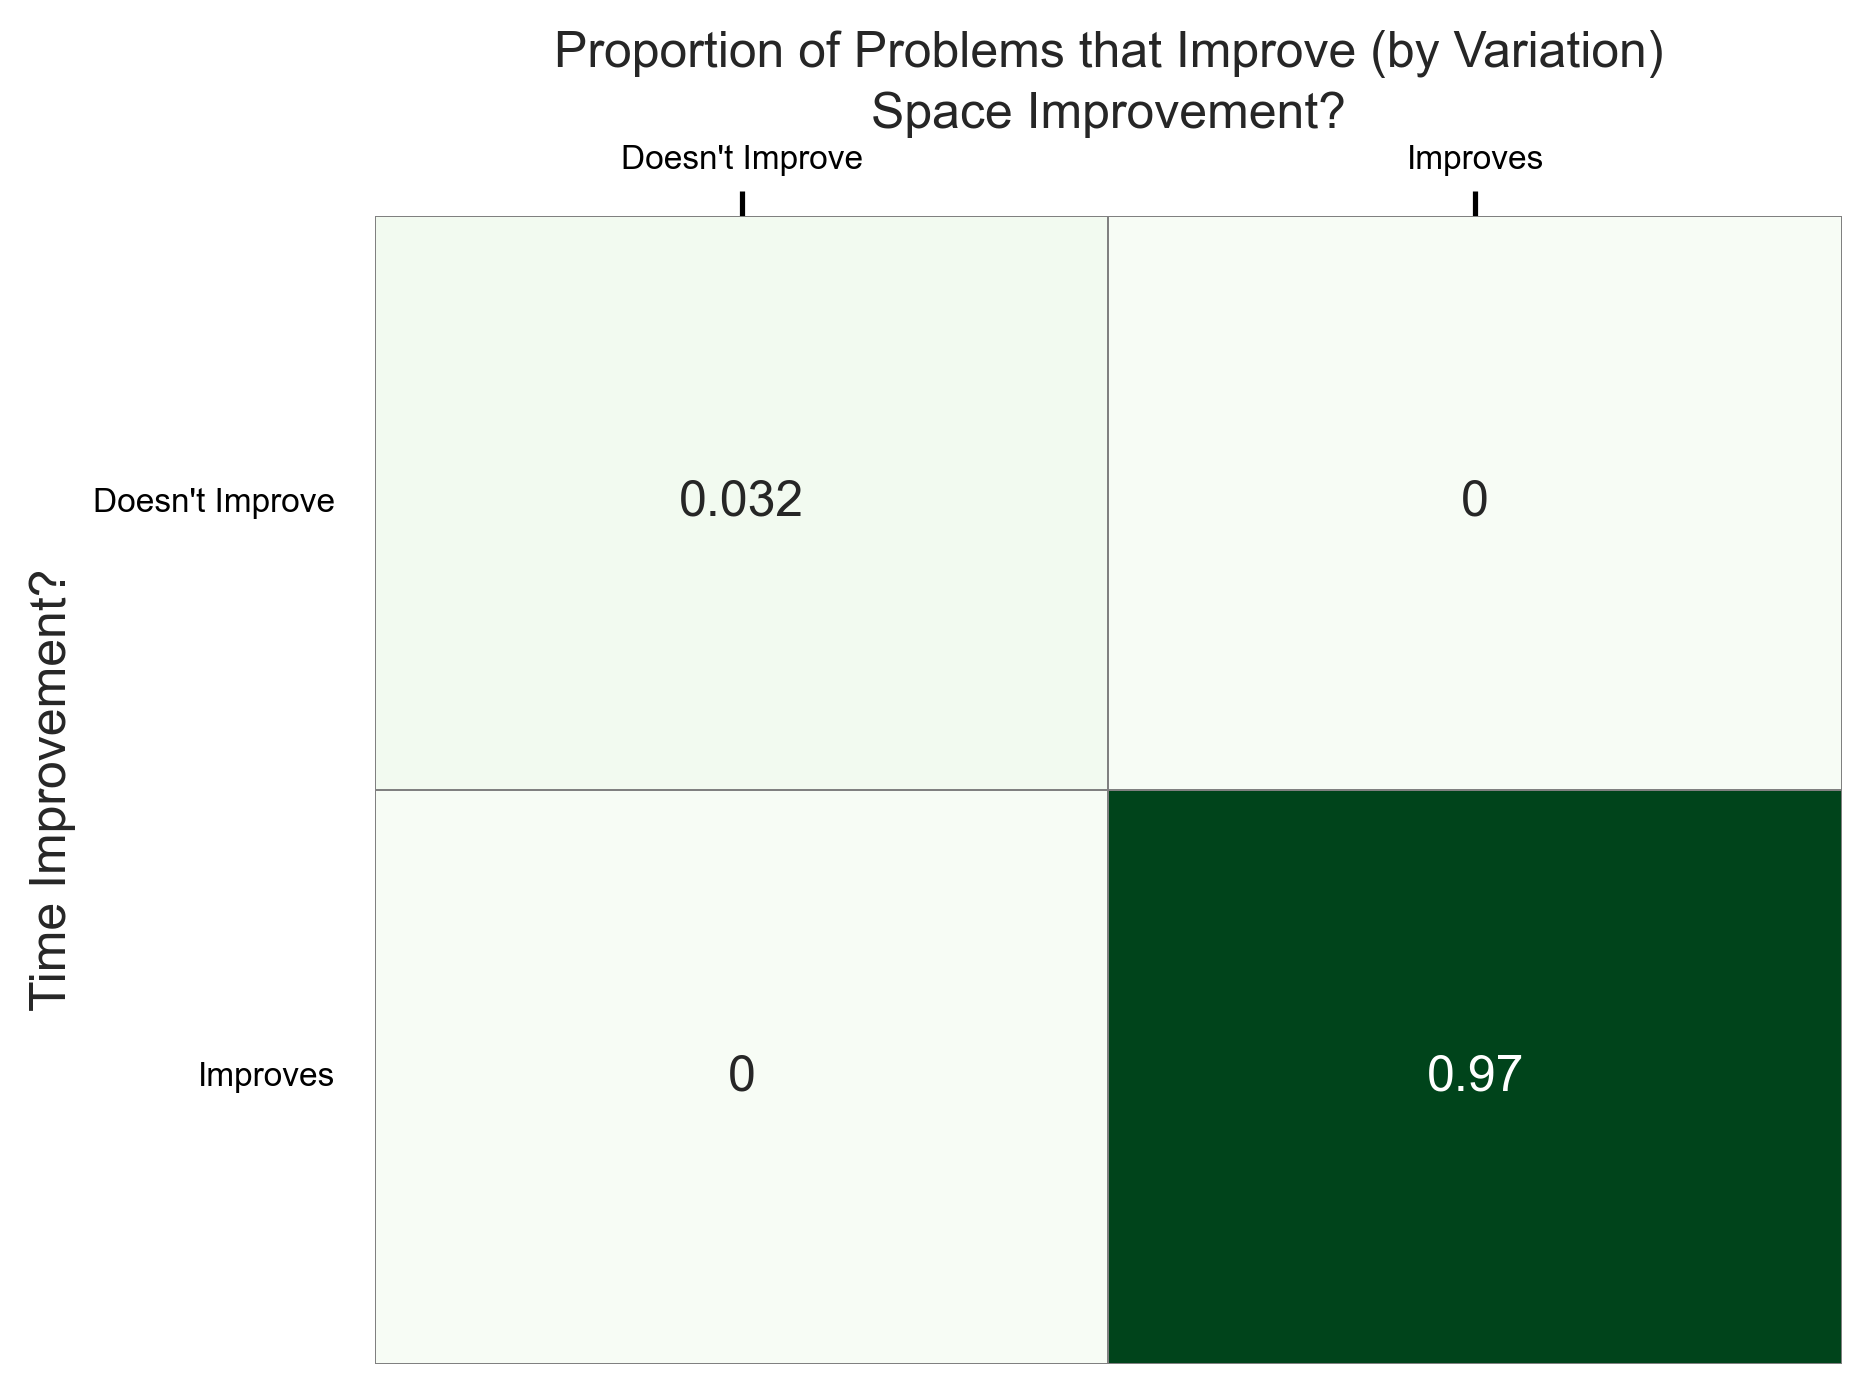 Proportion of Problems that Improve (by Variation)
Space Improvement?
Doesn't Improve
Improves
Time Improvement?
Doesn't Improve
0.032
0
Improves
0
0.97